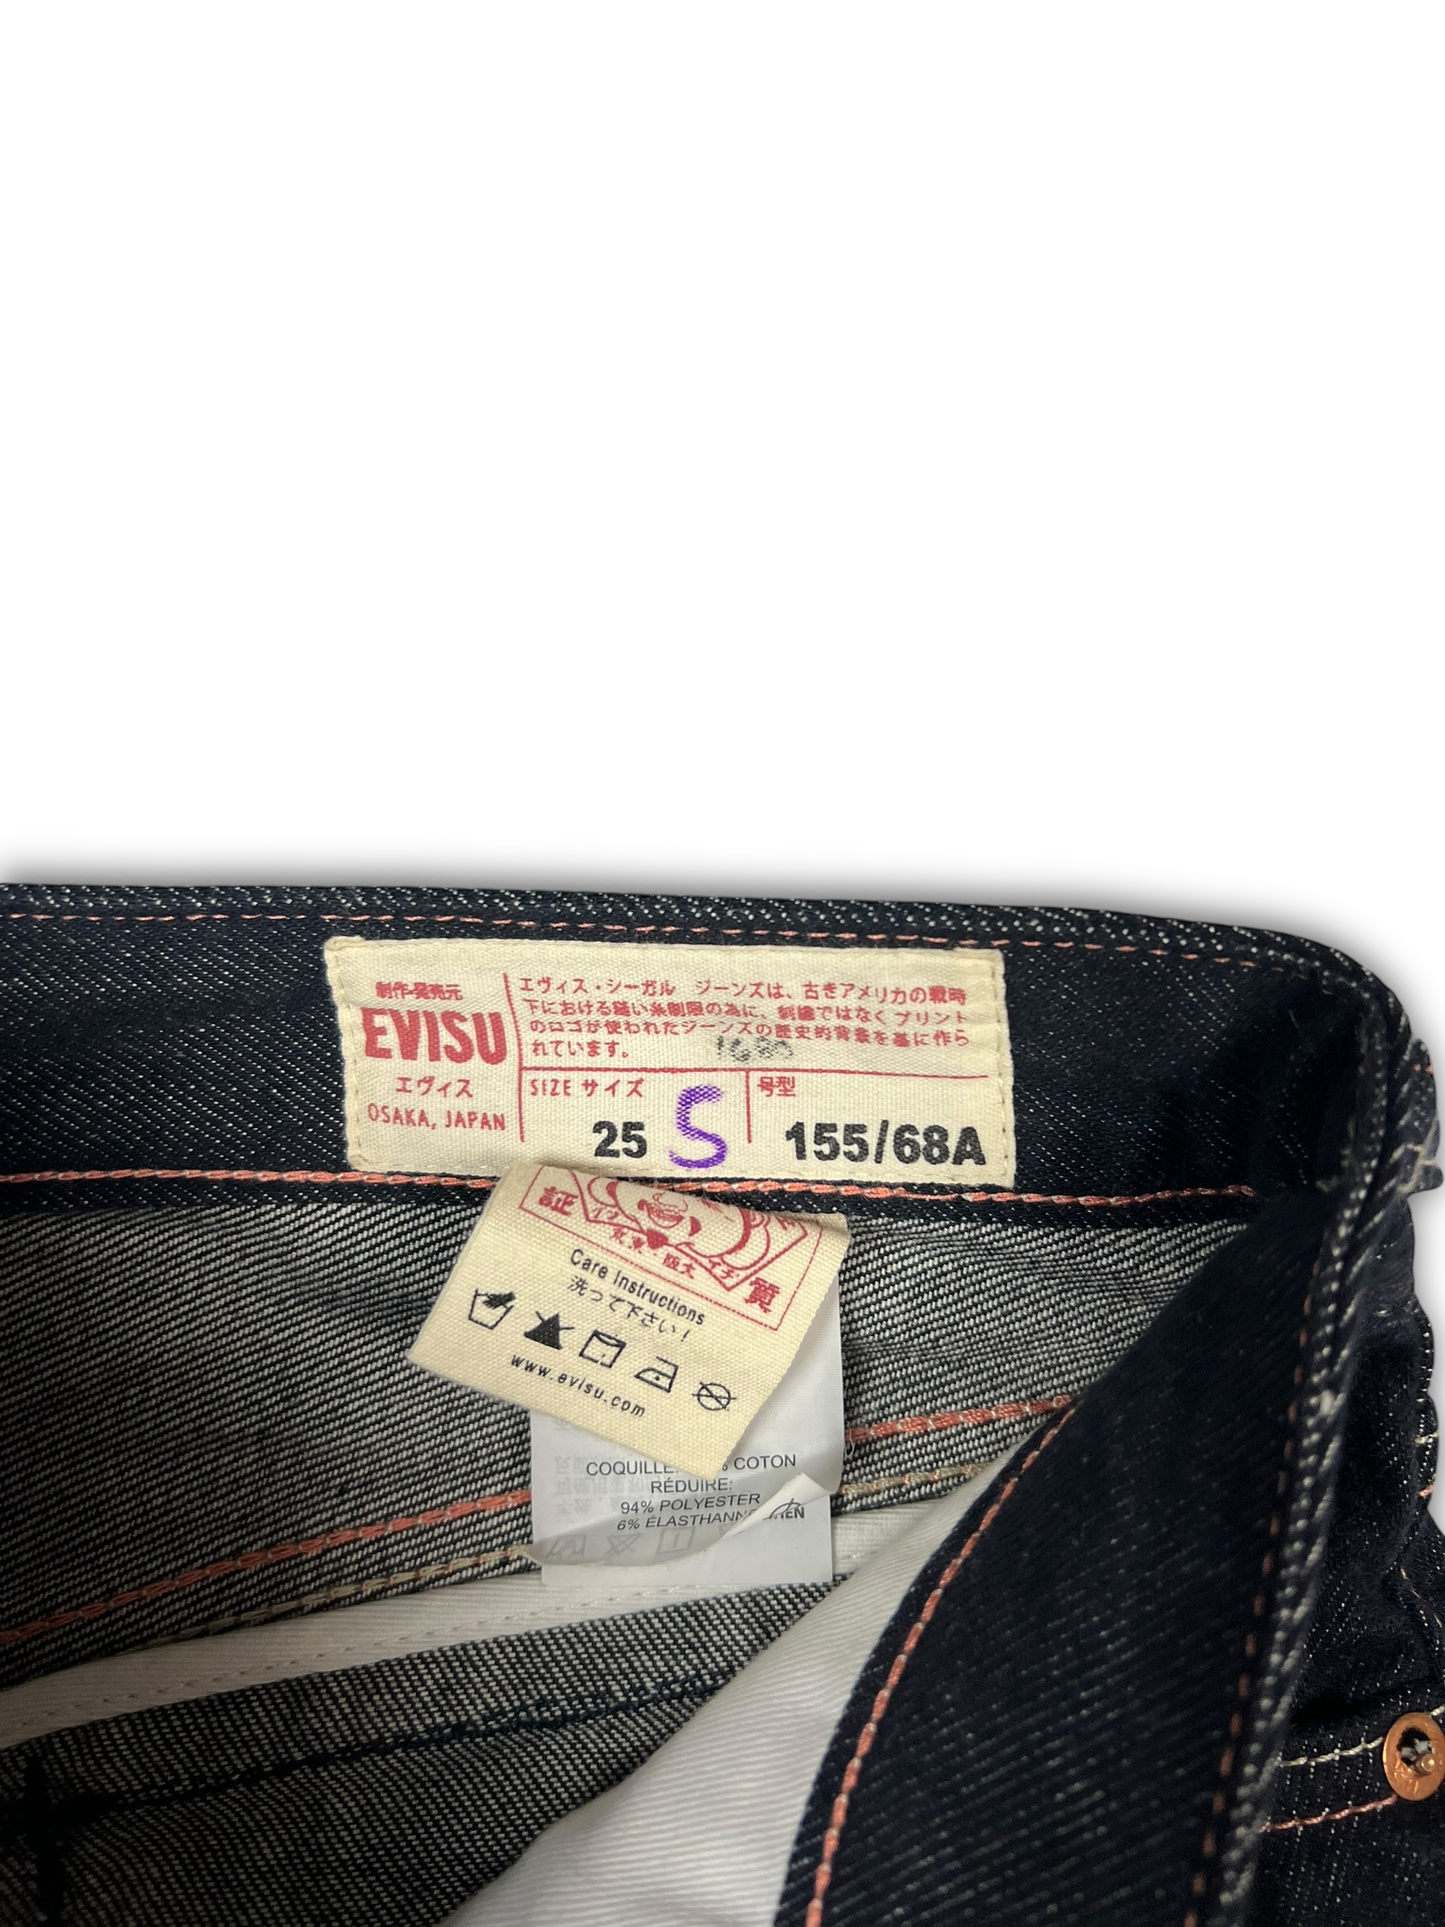 制作·発売元
EVISU
エヴィス
OSAKA, JAPAN
エヴィス・シーガル ジーンズは、古きアメリカの戦時
下における縫い糸制限の為に、刺繍ではなくプリント
のロゴが使われたジーンズの歴史的背景を基に作ら
れています。
SIZE サイズ
25
S
号型
155/68A
証
質
Care Instructions
洗って下さい!
www.evisu.com
COQUILLE: % COTON
RÉDUIRE:
94% POLYESTER
6% ÉLASTHANN